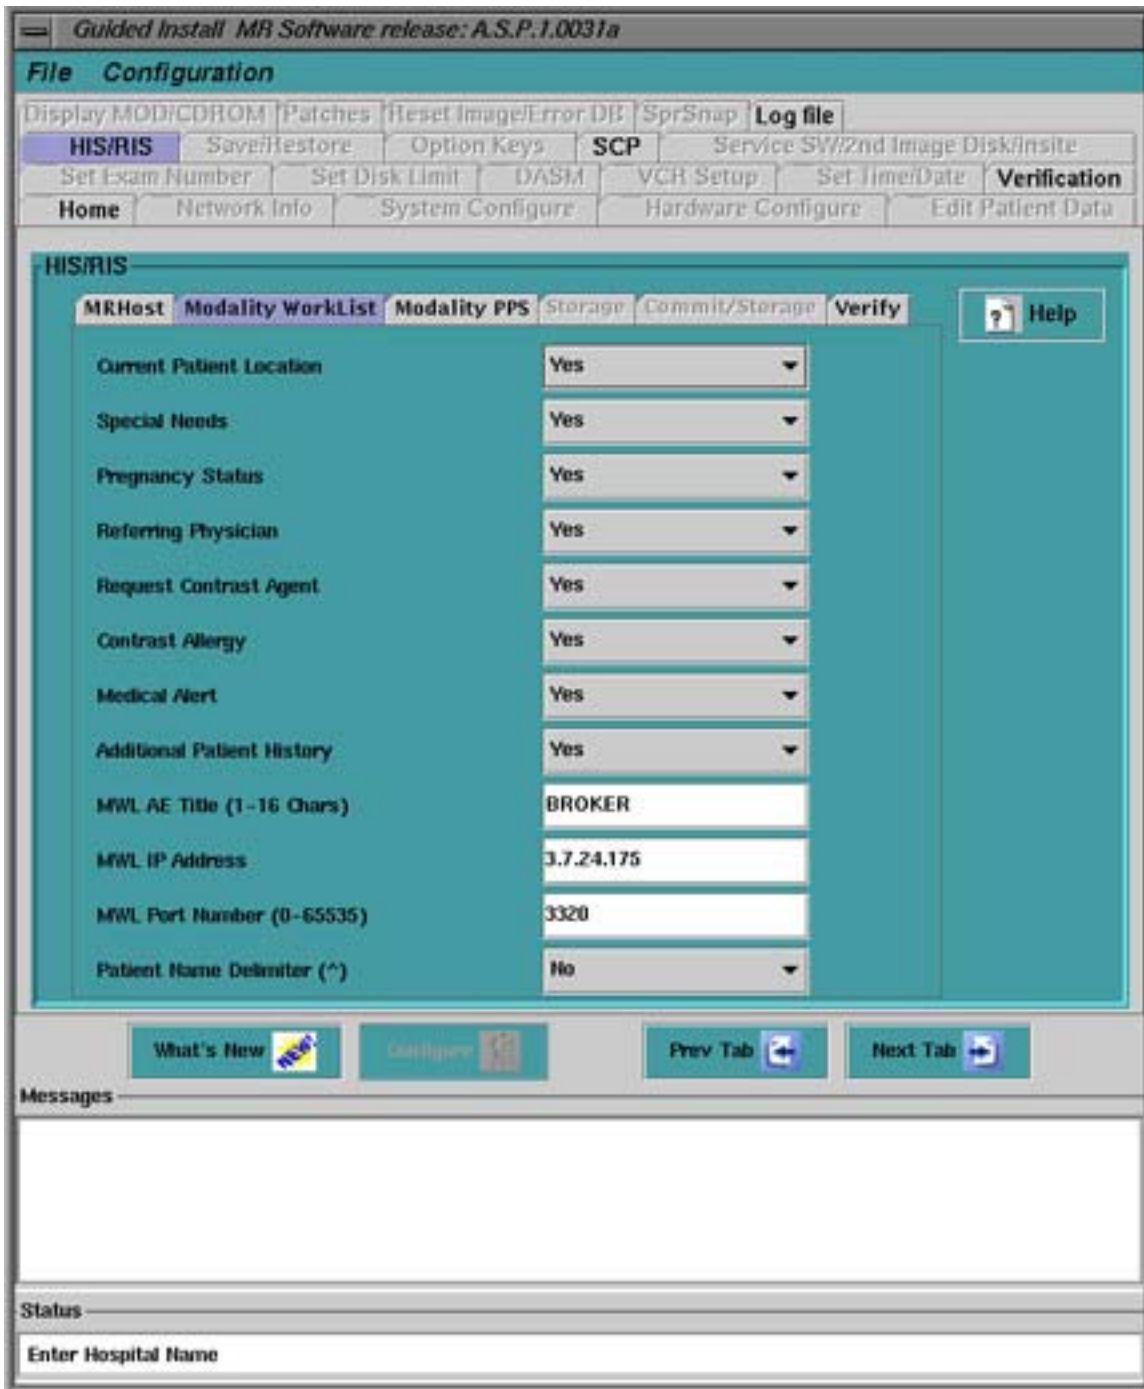 Guided Install MR Software release: A.S.P.1.0031a
File Configuration
Display MOD/CDROM Patches Reset Image/Error DB SprSnap Log file
HIS/RIS Save/Restore Option Keys SCP Service SW/2nd Image Disk/Insite
Set Exam Number Set Disk Limit DASM VCR Setup Set Time/Date Verification
Home Network Info System Configure Hardware Configure Edit Patient Data
HIS/RIS
MRHost Modality WorkList Modality PPS Storage Commit/Storage Verify
? Help
Current Patient Location Yes
Special Needs Yes
Pregnancy Status Yes
Referring Physician Yes
Request Contrast Agent Yes
Contrast Allergy Yes
Medical Alert Yes
Additional Patient History Yes
MWL AE Title (1-16 Chars) BROKER
MWL IP Address 3.7.24.175
MWL Port Number (0-65535) 3320
Patient Name Delimiter (^) No
What's New NEW! Configure Prev Tab Next Tab
Messages
Status
Enter Hospital Name